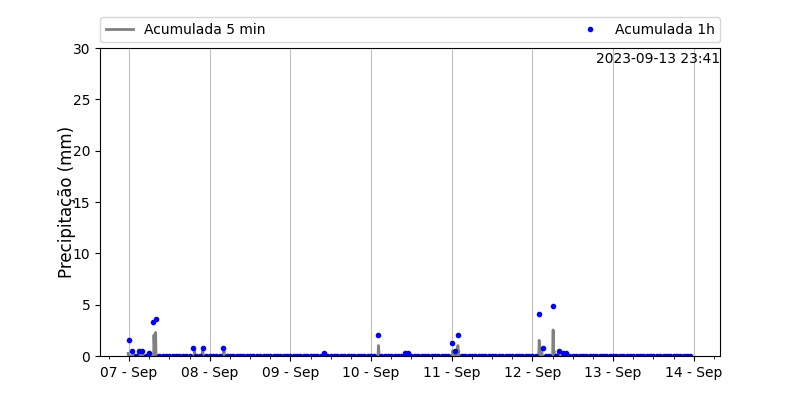 Acumulada 5 min
Acumulada 1h
2023-09-13 23:41
Precipitação (mm)
30
25
20
15
10
5
0
07 - Sep
08 - Sep
09 - Sep
10 - Sep
11 - Sep
12 - Sep
13 - Sep
14 - Sep